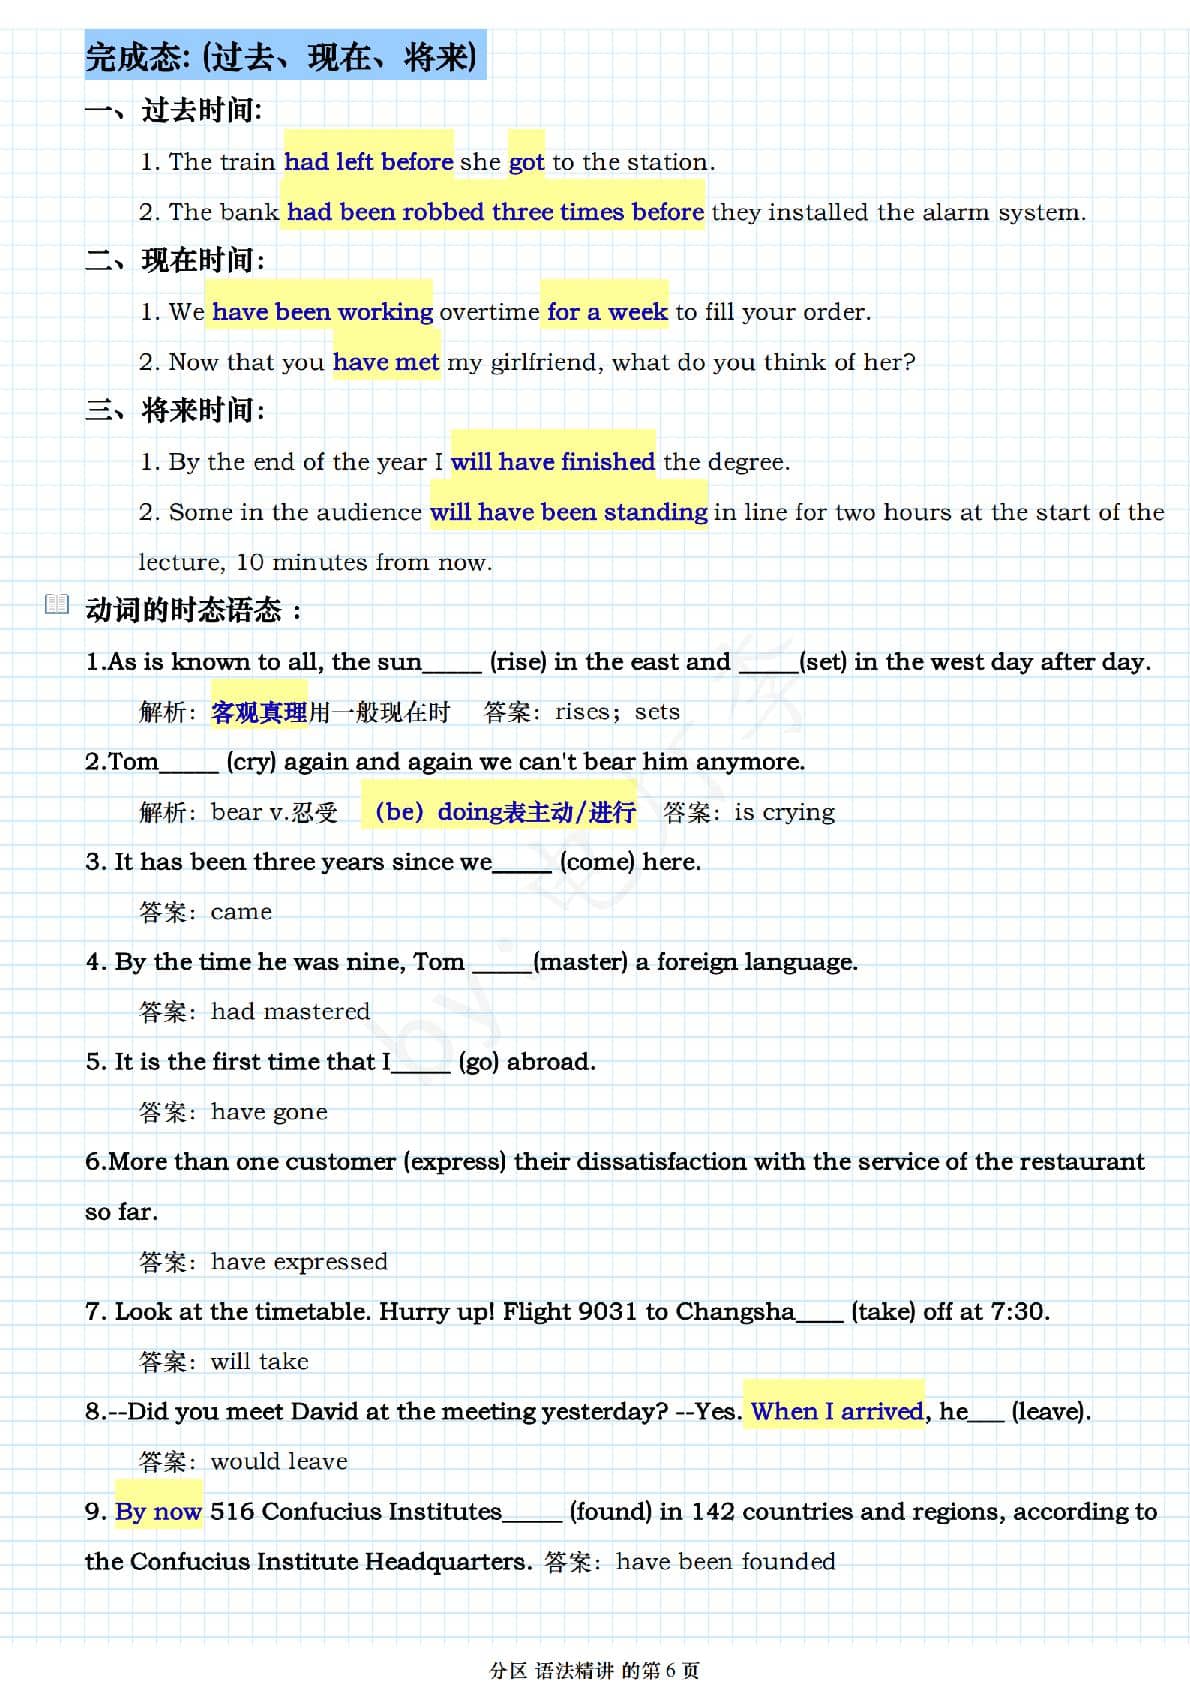 完成态: (过去、现在、将来)
一、过去时间:
1. The train had left before she got to the station.
2. The bank had been robbed three times before they installed the alarm system.
二、现在时间:
1. We have been working overtime for a week to fill your order.
2. Now that you have met my girlfriend, what do you think of her?
三、将来时间:
1. By the end of the year I will have finished the degree.
2. Some in the audience will have been standing in line for two hours at the start of the
lecture, 10 minutes from now.
动词的时态语态：
1.As is known to all, the sun_____ (rise) in the east and _____(set) in the west day after day.
解析：客观真理用一般现在时 答案：rises；sets
2.Tom_____ (cry) again and again we can't bear him anymore.
解析：bear v.忍受 （be）doing表主动/进行 答案：is crying
3. It has been three years since we_____ (come) here.
答案：came
4. By the time he was nine, Tom _____(master) a foreign language.
答案：had mastered
5. It is the first time that I_____ (go) abroad.
答案：have gone
6.More than one customer (express) their dissatisfaction with the service of the restaurant
so far.
答案：have expressed
7. Look at the timetable. Hurry up! Flight 9031 to Changsha____ (take) off at 7:30.
答案：will take
8.--Did you meet David at the meeting yesterday? --Yes. When I arrived, he___ (leave).
答案：would leave
9. By now 516 Confucius Institutes_____ (found) in 142 countries and regions, according to
the Confucius Institute Headquarters. 答案：have been founded
分区 语法精讲 的第 6 页